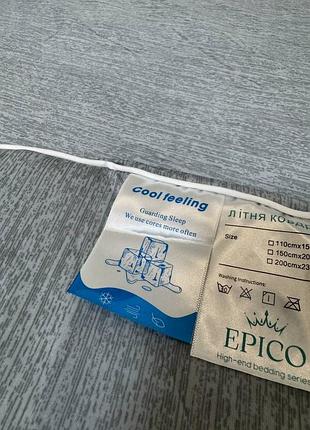 Cool feeling
Guarding Sleep
We use cores more often
ЛІТНЯ
Size
110cmx15
150cmx20
200cmx23
Washing Instructions:
EPICO
High-end bedding series